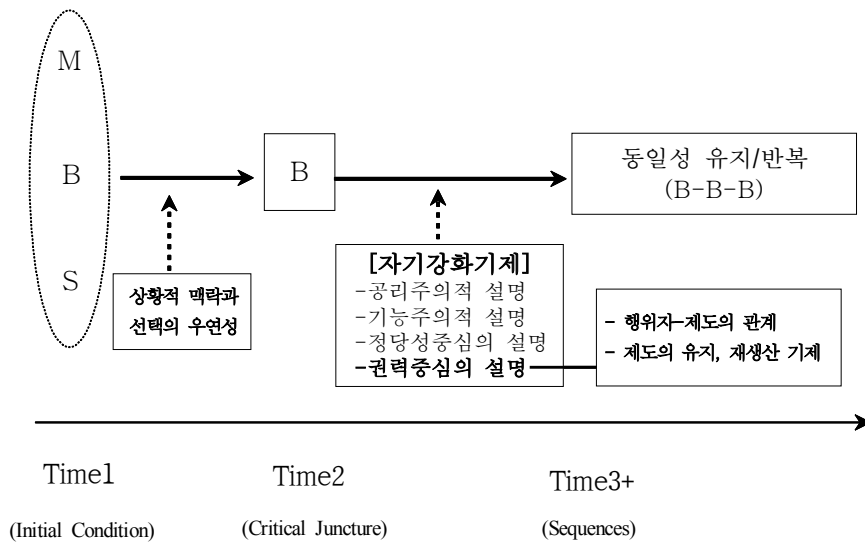 M
B
S
B
동일성 유지/반복
(B-B-B)
상황적 맥락과
선택의 우연성
[자기강화기제]
-공리주의적 설명
-기능주의적 설명
-정당성중심의 설명
-권력중심의 설명
- 행위자-제도의 관계
- 제도의 유지, 재생산 기제
Time1
Time2
Time3+
(Initial Condition)
(Critical Juncture)
(Sequences)